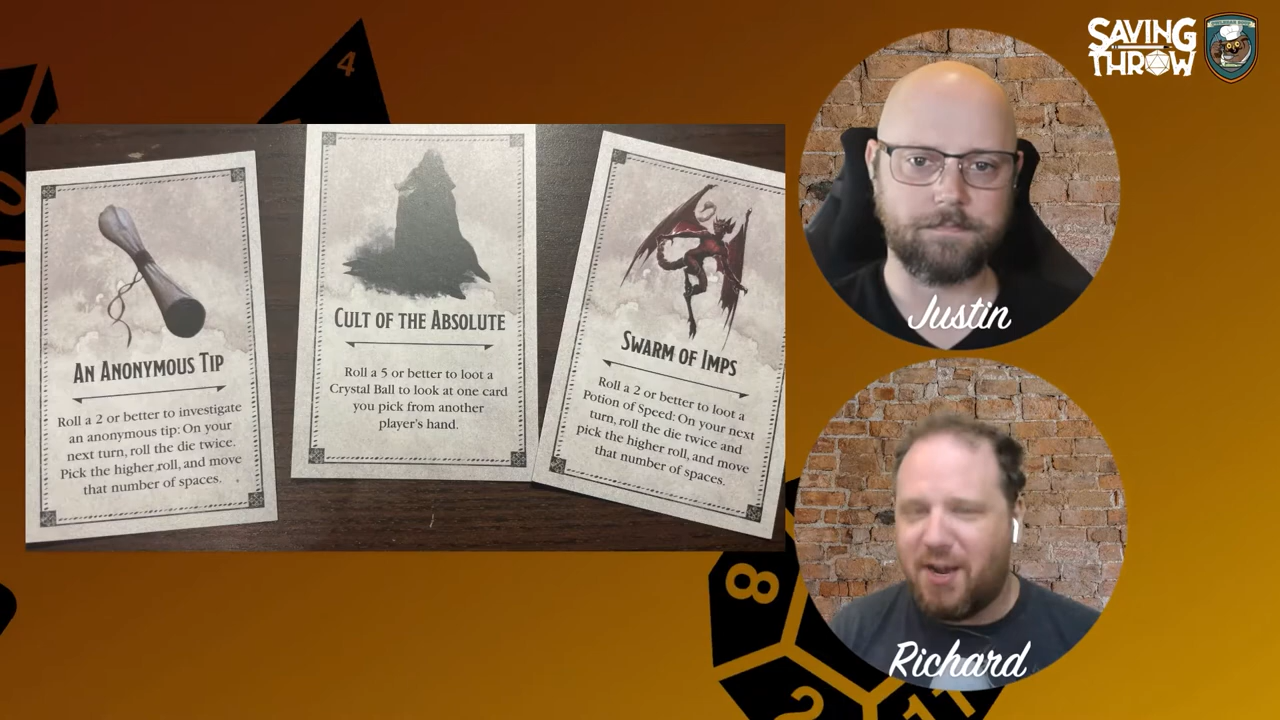 4
SAVING
THROW
AN ANONYMOUS TIP
Roll a 2 or better to investigate
an anonymous tip: On your
next turn, roll the die twice.
Pick the higher roll, and move
that number of spaces.
CULT OF THE ABSOLUTE
Roll a 5 or better to loot a
Crystal Ball to look at one card
you pick from another
player's hand.
SWARM OF IMPS
Roll a 2 or better to loot a
Potion of Speed: On your next
turn, roll the die twice and
pick the higher roll, and move
that number of spaces.
Justin
Richard
8
2
11